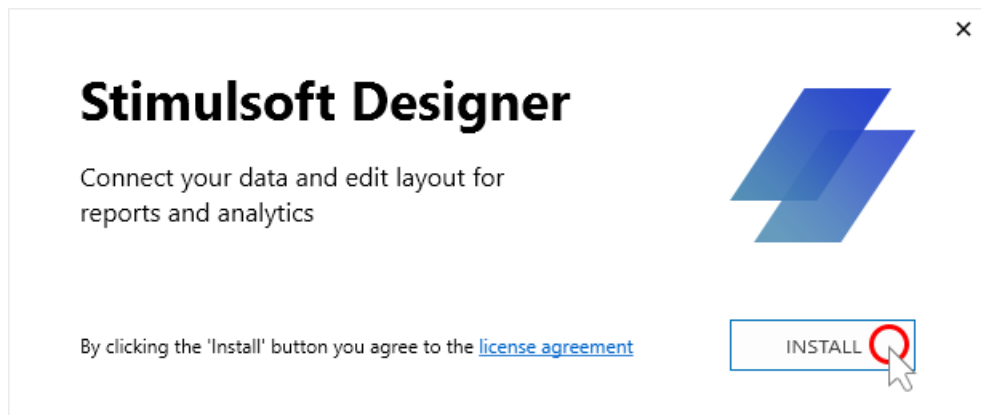 Stimulsoft Designer
Connect your data and edit layout for
reports and analytics
By clicking the 'Install' button you agree to the license agreement
INSTALL